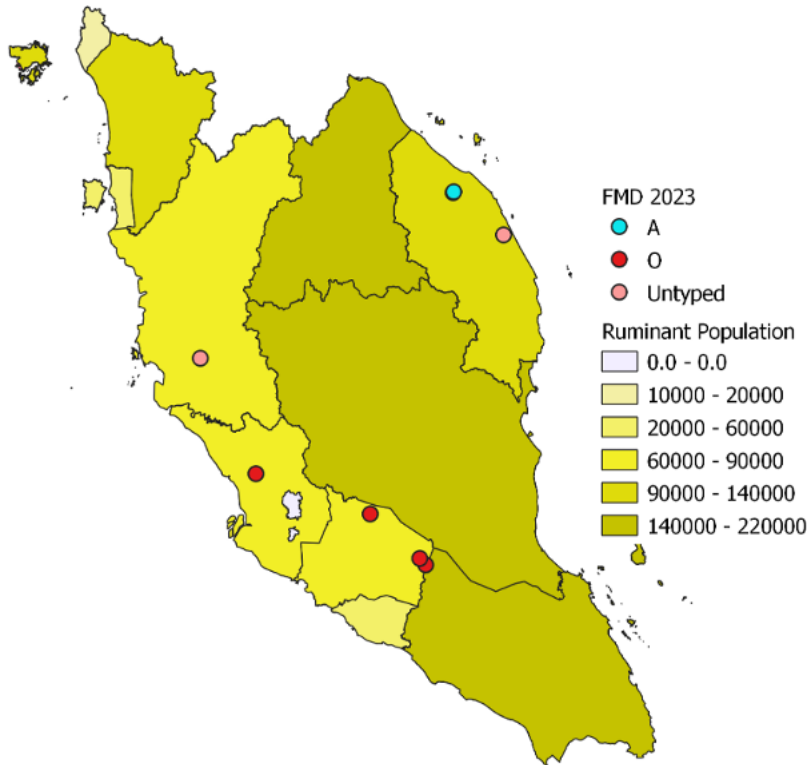 FMD 2023
A
O
Untyped
Ruminant Population
0.0 - 0.0
10000 - 20000
20000 - 60000
60000 - 90000
90000 - 140000
140000 - 220000